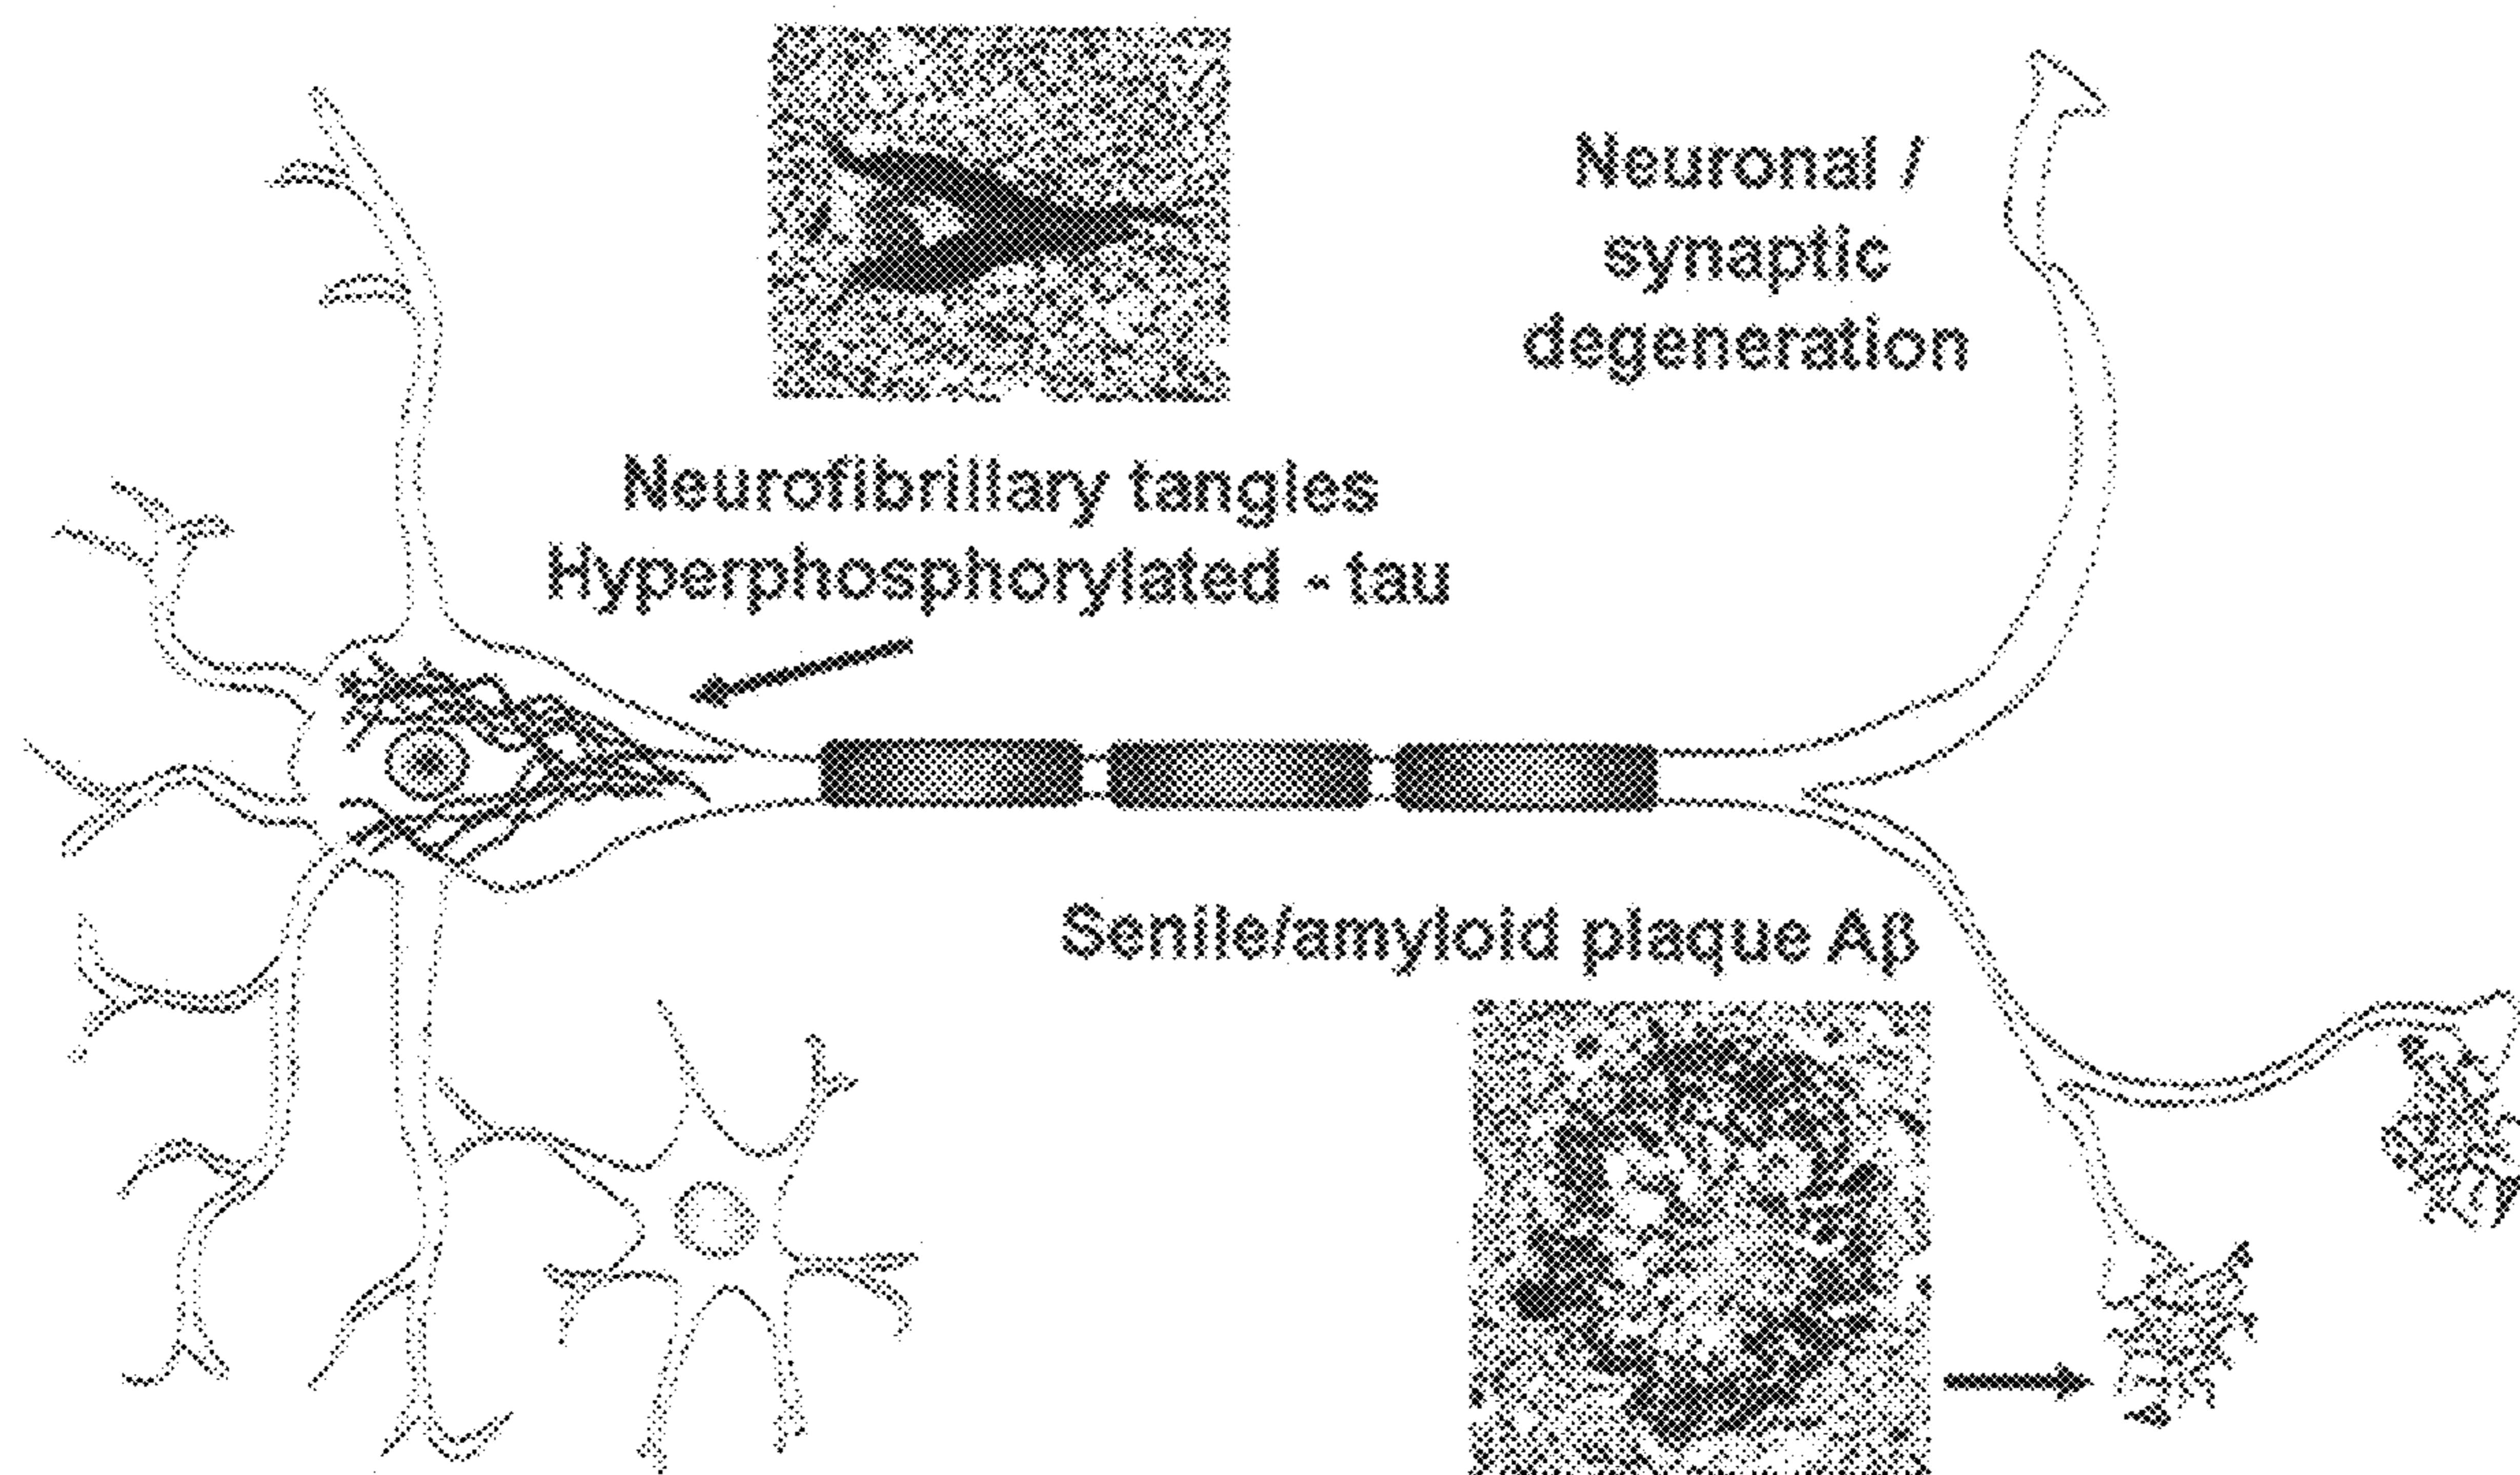 Neuronal /
synaptic
degeneration
Neurofibrillary tangles
Hyperphosphorylated - tau
Senile/amyloid plaque Aβ